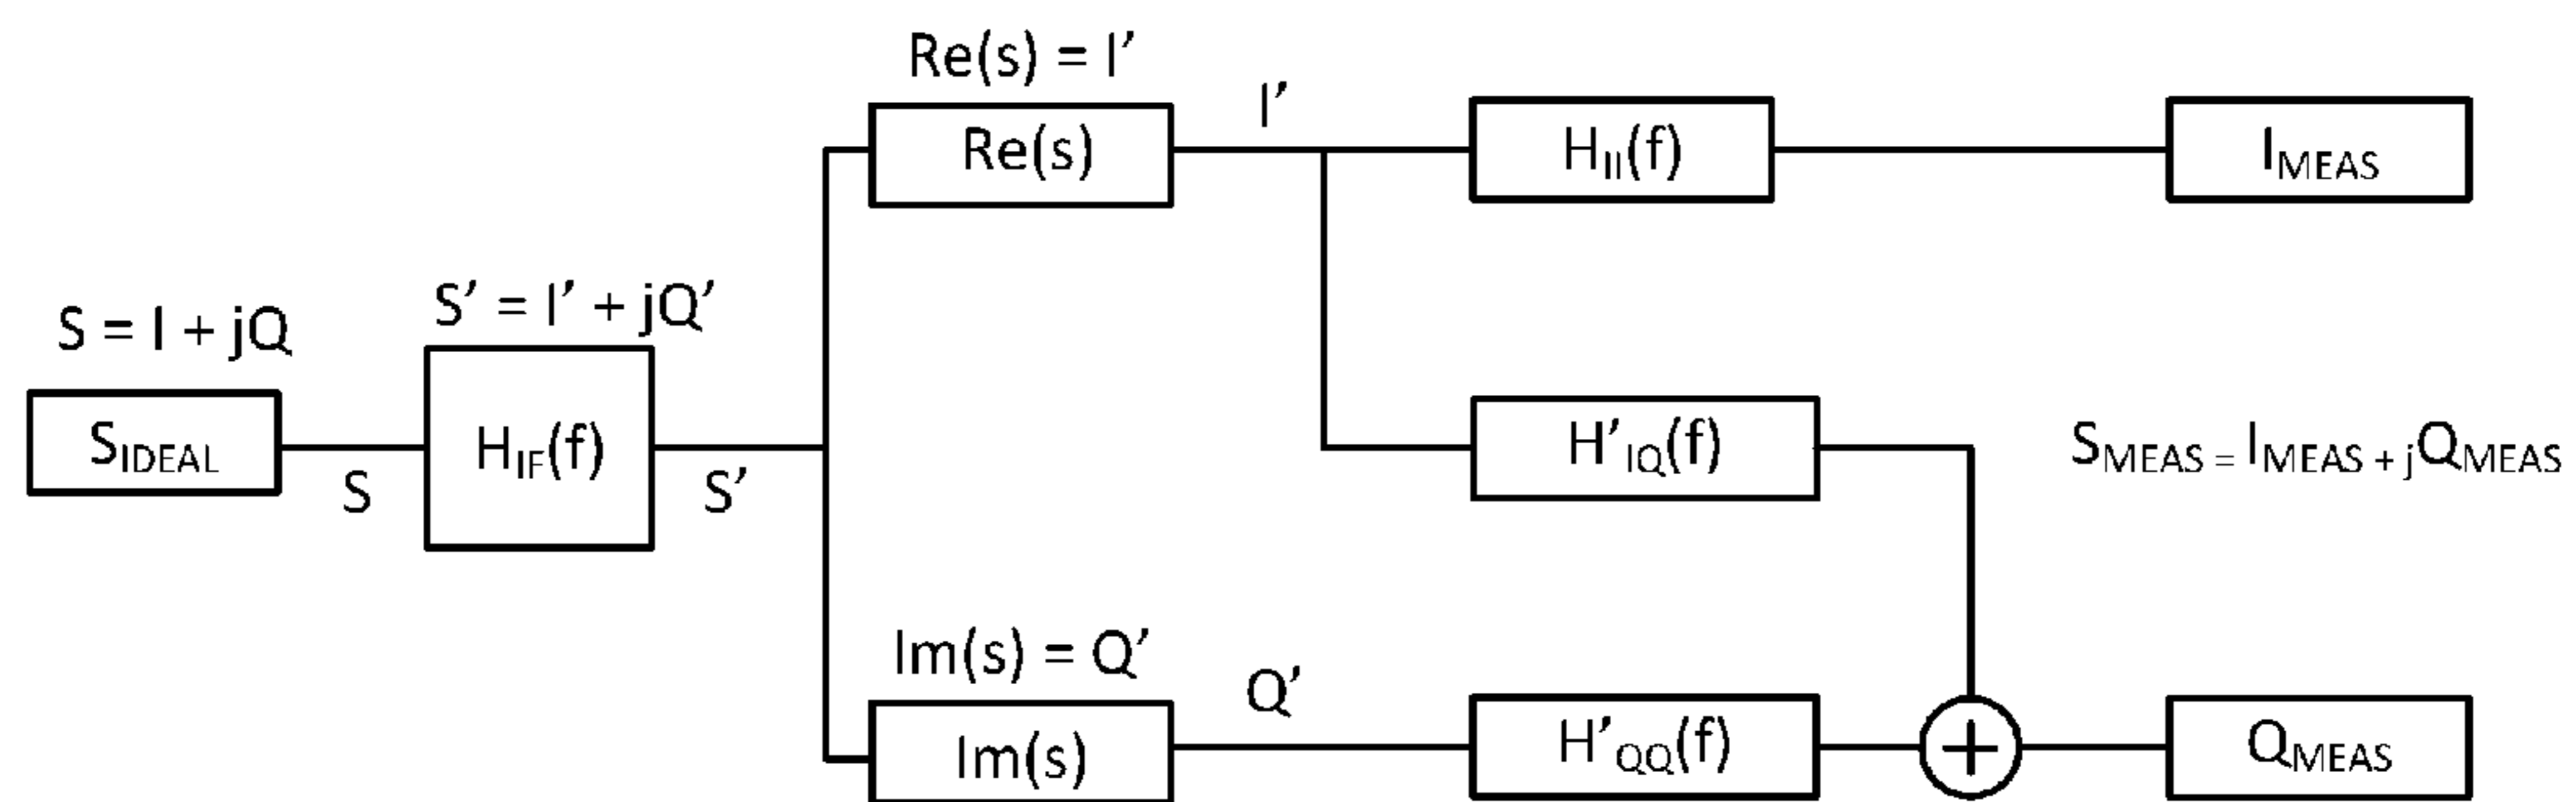 Re(s) = I’
Re(s)
I’
H_II(f)
I_MEAS
S = I + jQ
S_IDEAL
S
S’ = I’ + jQ’
H_IF(f)
S’
H’_IQ(f)
S_MEAS = I_MEAS + jQ_MEAS
Im(s) = Q’
Im(s)
Q’
H’_QQ(f)
+
Q_MEAS